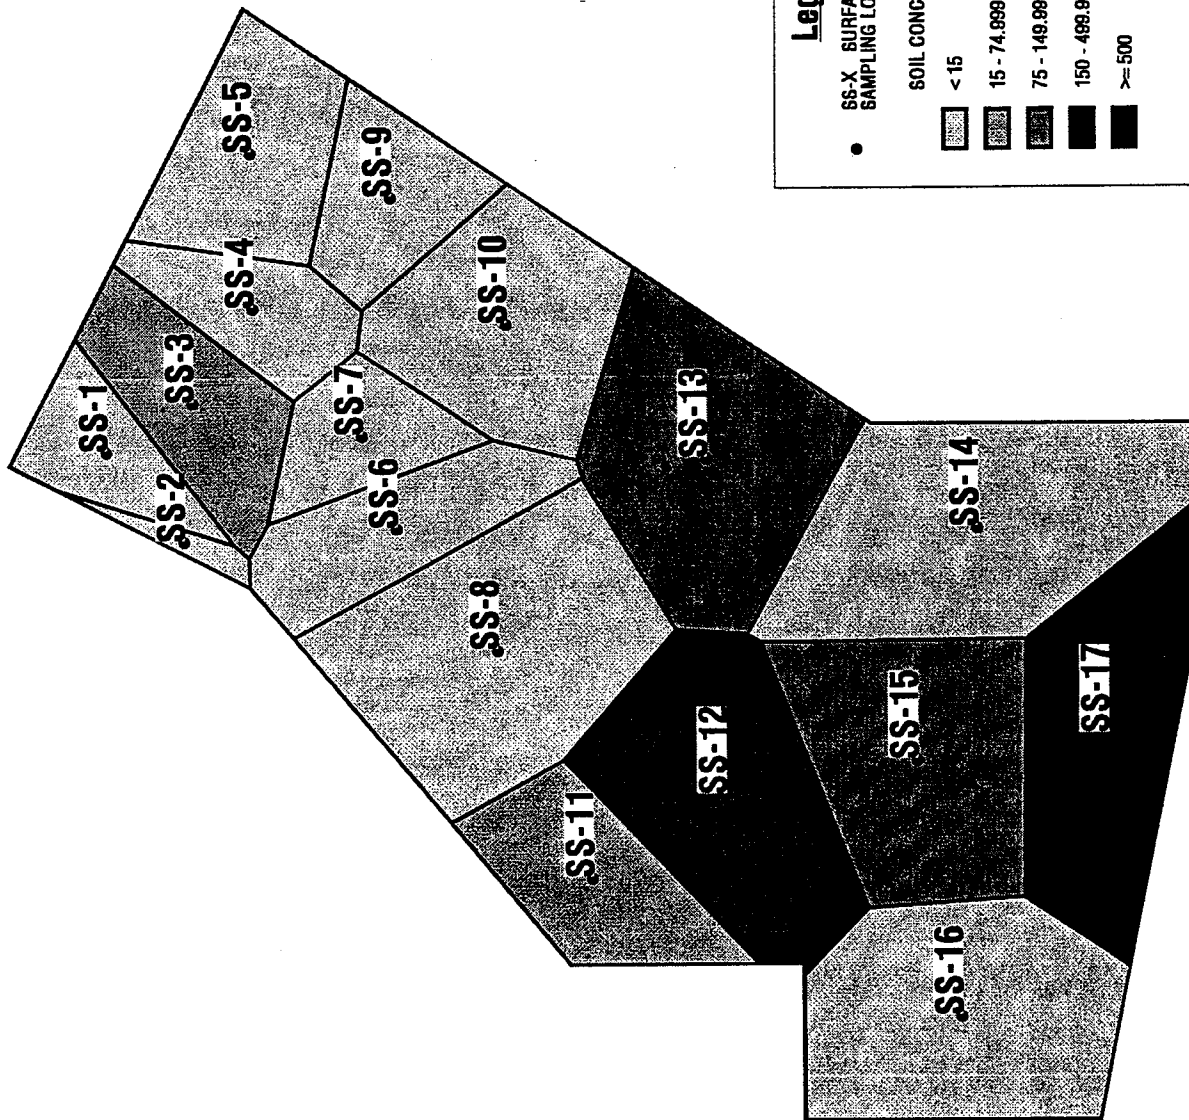 SS-1
SS-2
SS-3
SS-4
SS-5
SS-6
SS-7
SS-8
SS-9
SS-10
SS-11
SS-12
SS-13
SS-14
SS-15
SS-16
SS-17
Leg
SS-X SURFA
SAMPLING LO
SOIL CONC
< 15
15 - 74.999
75 - 149.99
150 - 499.9
>= 500